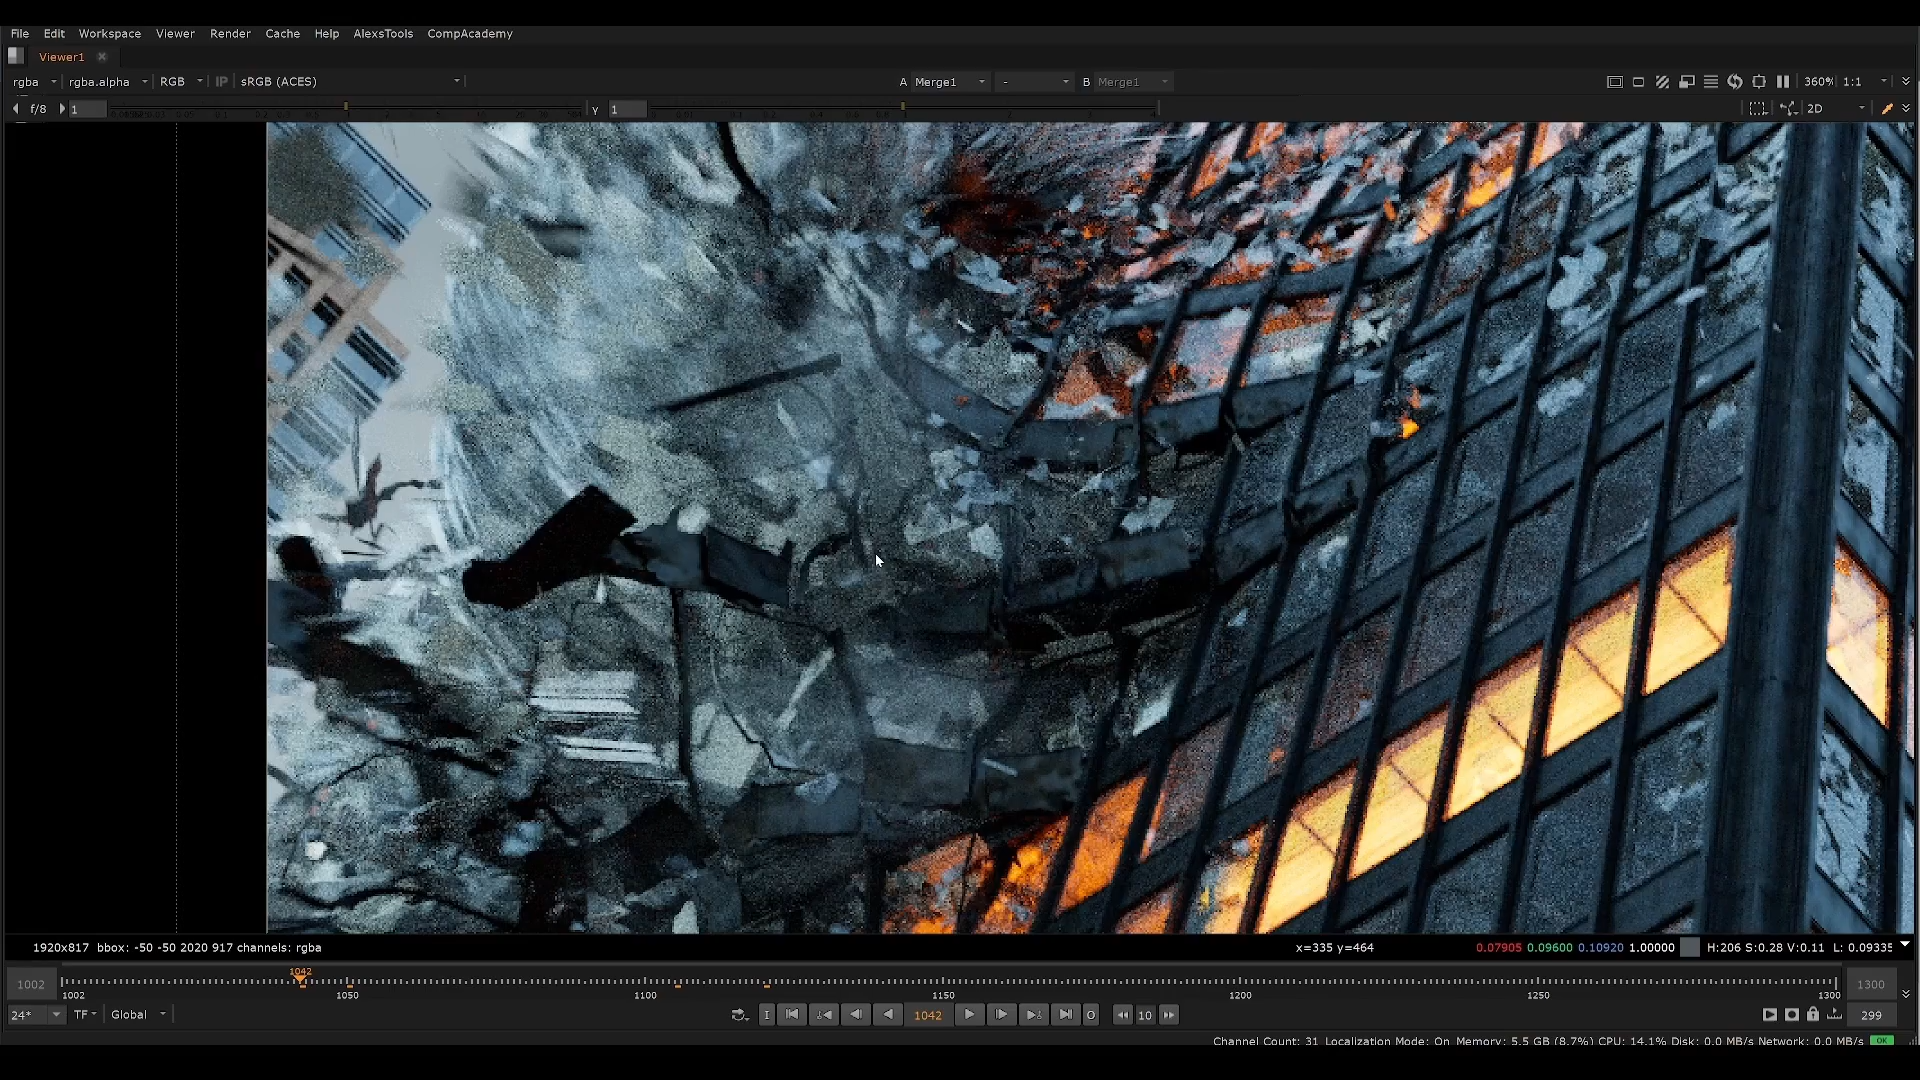 File Edit Workspace Viewer Render Cache Help AlexsTools CompAcademy
Viewer1
rgba rgba.alpha RGB IP sRGB (ACES) A Merge1 - B Merge1 360% 1:1
f/8 1 y 1 2D
1920x817 bbox: -50 -50 2020 917 channels: rgba x=335 y=464 0.07905 0.09600 0.10920 1.00000 H:206 S:0.28 V:0.11 L: 0.09335
1042
1002 1300
1002 1050 1100 1150 1200 1250 1300
24* TF Global I 1042 O 10 299
Channel Count: 31 Localization Mode: On Memory: 5.5 GB (8.7%) CPU: 14.1% Disk: 0.0 MB/s Network: 0.0 MB/s OK